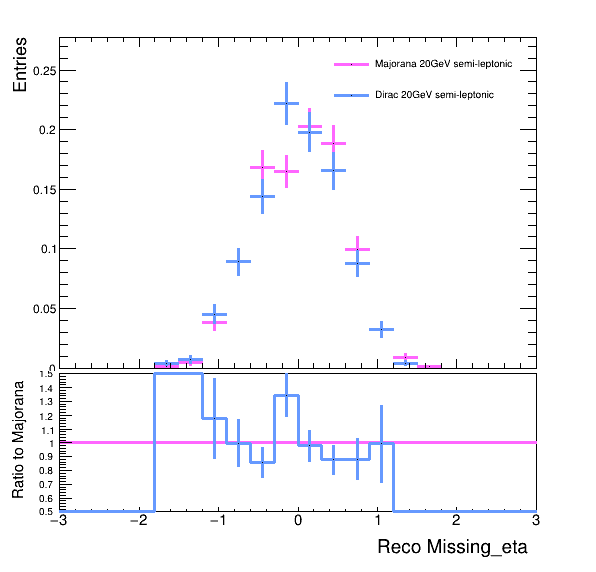 Entries
Majorana 20GeV semi-leptonic
Dirac 20GeV semi-leptonic
0.25
0.2
0.15
0.1
0.05
0
Ratio to Majorana
1.5
1.4
1.3
1.2
1.1
1
0.9
0.8
0.7
0.6
0.5
−3 −2 −1 0 1 2 3
Reco Missing_eta